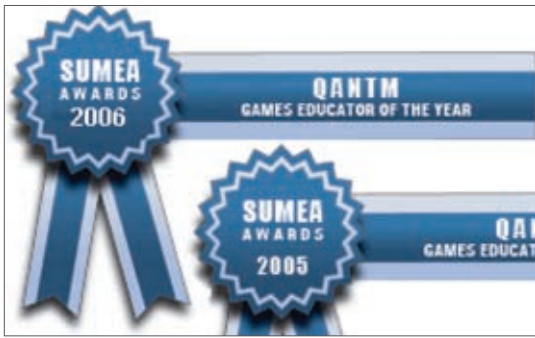 SUMEA
AWARDS
2006
QANTM
GAMES EDUCATOR OF THE YEAR
SUMEA
AWARDS
2005